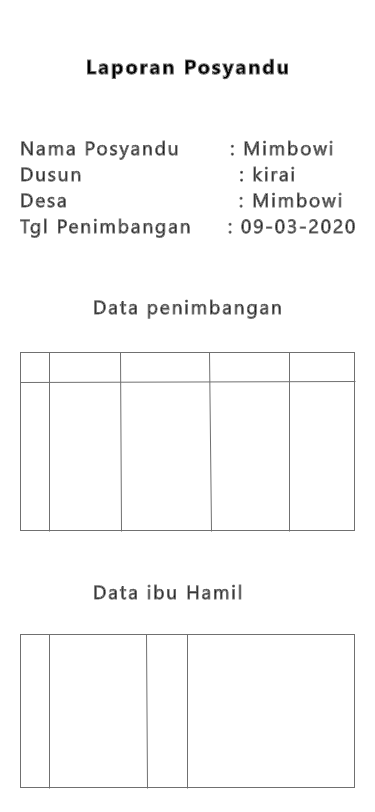 Laporan Posyandu
Nama Posyandu : Mimbowi
Dusun : kirai
Desa : Mimbowi
Tgl Penimbangan : 09-03-2020
Data penimbangan
Data ibu Hamil